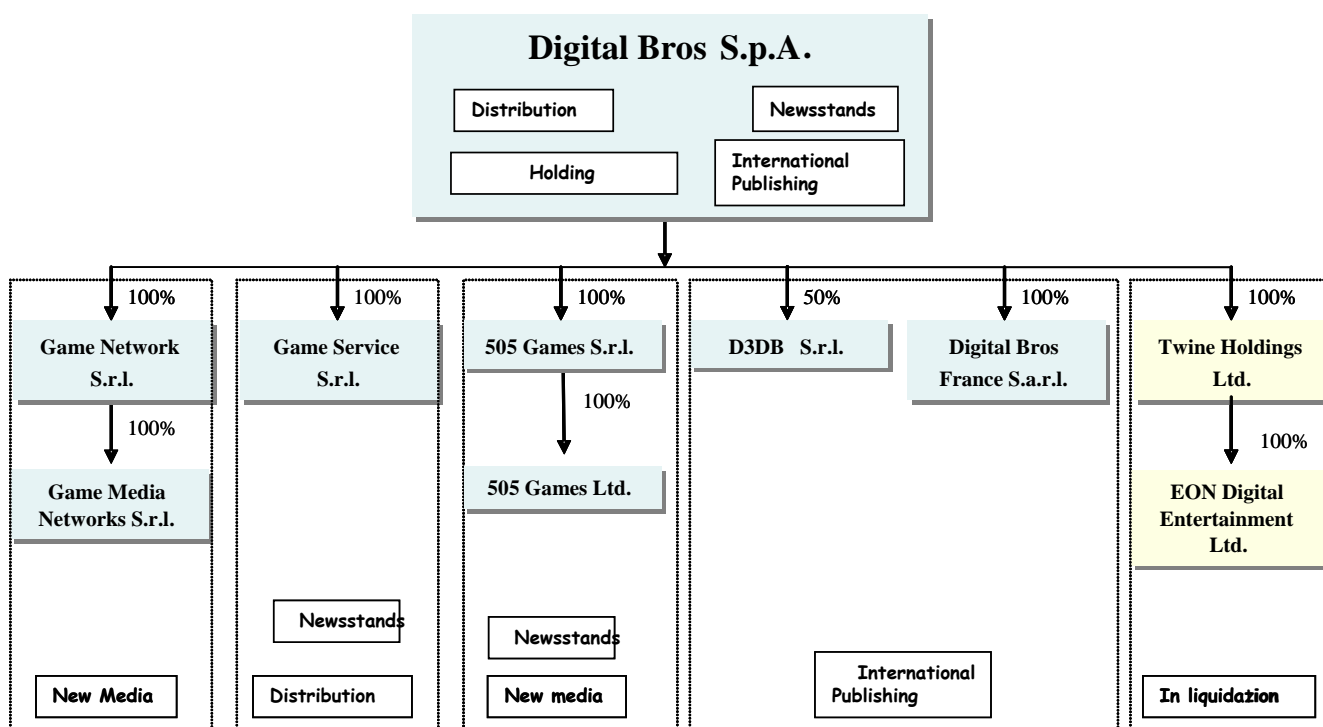 Digital Bros S.p.A.
Distribution
Newsstands
Holding
International
Publishing
100%
100%
100%
50%
100%
100%
Game Network
S.r.l.
Game Service
S.r.l.
505 Games S.r.l.
D3DB S.r.l.
Digital Bros
France S.a.r.l.
Twine Holdings
Ltd.
100%
100%
100%
Game Media
Networks S.r.l.
505 Games Ltd.
EON Digital
Entertainment
Ltd.
Newsstands
Newsstands
International
Publishing
New Media
Distribution
New media
In liquidazion